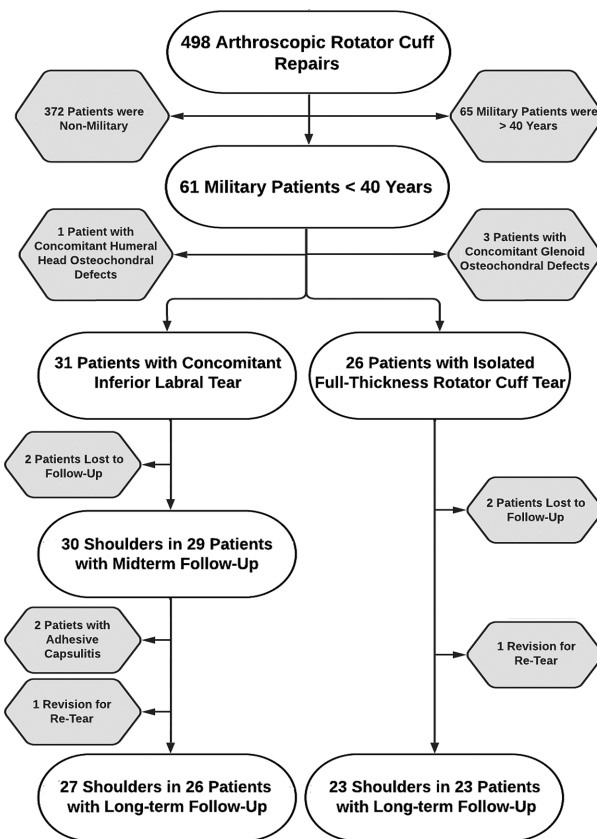 498 Arthroscopic Rotator Cuff
Repairs
372 Patients were
Non-Military
65 Military Patients were
> 40 Years
61 Military Patients < 40 Years
1 Patient with
Concomitant Humeral
Head Osteochondral
Defects
3 Patients with
Concomitant Glenoid
Osteochondral Defects
31 Patients with Concomitant
Inferior Labral Tear
26 Patients with Isolated
Full-Thickness Rotator Cuff Tear
2 Patients Lost to
Follow-Up
2 Patients Lost to
Follow-Up
30 Shoulders in 29 Patients
with Midterm Follow-Up
2 Patiets with
Adhesive
Capsulitis
1 Revision for
Re-Tear
1 Revision for
Re-Tear
27 Shoulders in 26 Patients
with Long-term Follow-Up
23 Shoulders in 23 Patients
with Long-term Follow-Up